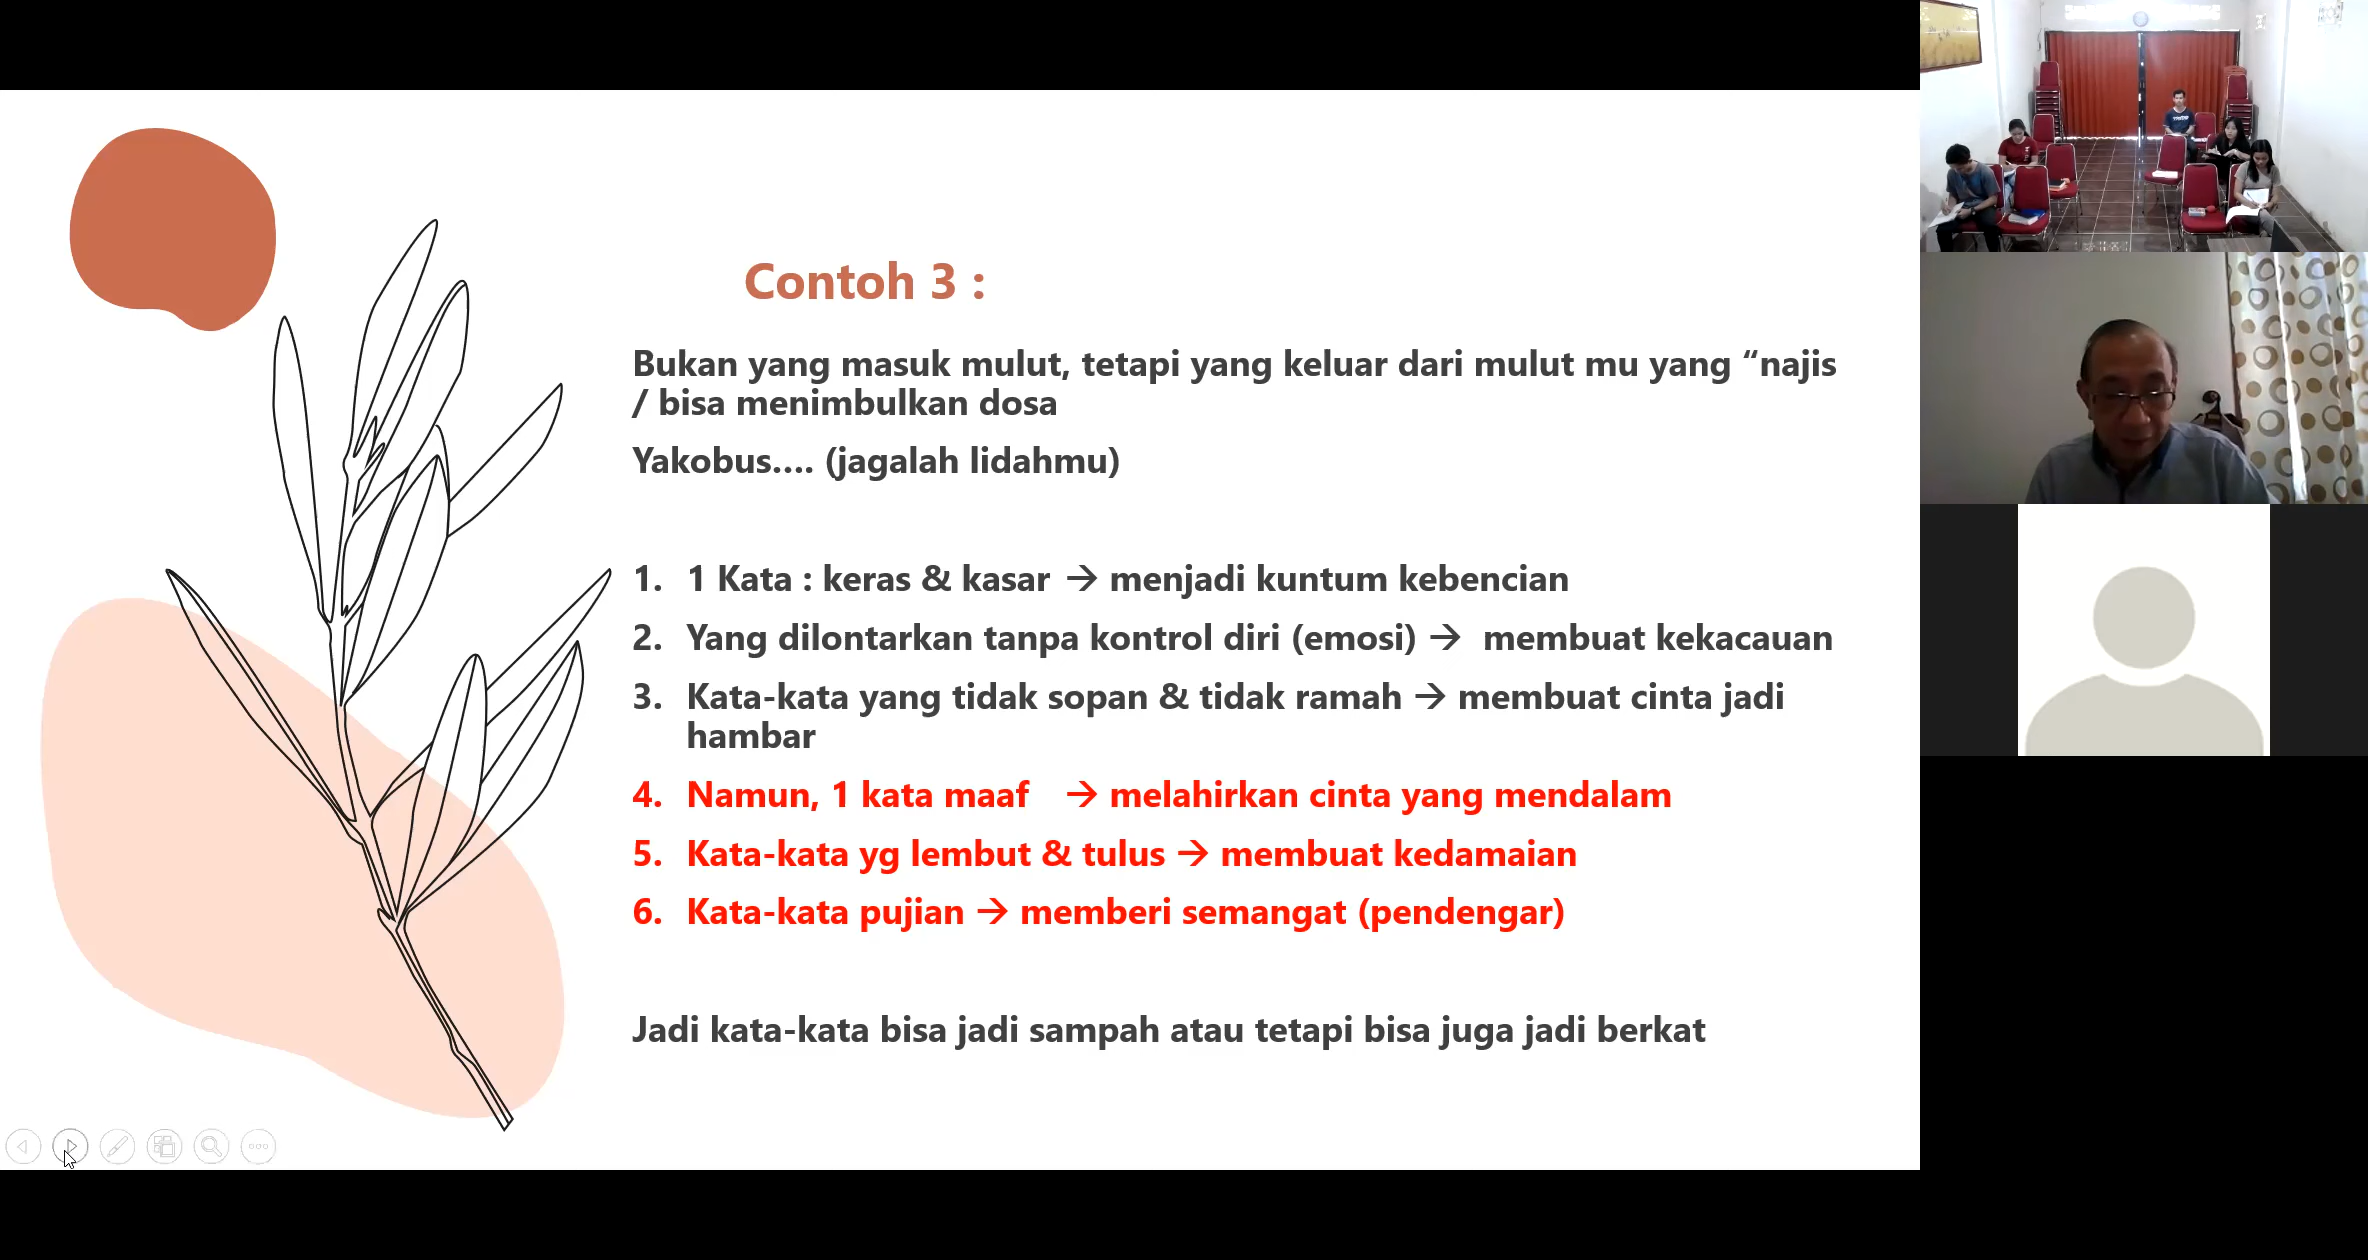 Contoh 3 :
Bukan yang masuk mulut, tetapi yang keluar dari mulut mu yang “najis
/ bisa menimbulkan dosa
Yakobus…. (jagalah lidahmu)
1. 1 Kata : keras & kasar → menjadi kuntum kebencian
2. Yang dilontarkan tanpa kontrol diri (emosi) → membuat kekacauan
3. Kata-kata yang tidak sopan & tidak ramah → membuat cinta jadi
hambar
4. Namun, 1 kata maaf → melahirkan cinta yang mendalam
5. Kata-kata yg lembut & tulus → membuat kedamaian
6. Kata-kata pujian → memberi semangat (pendengar)
Jadi kata-kata bisa jadi sampah atau tetapi bisa juga jadi berkat